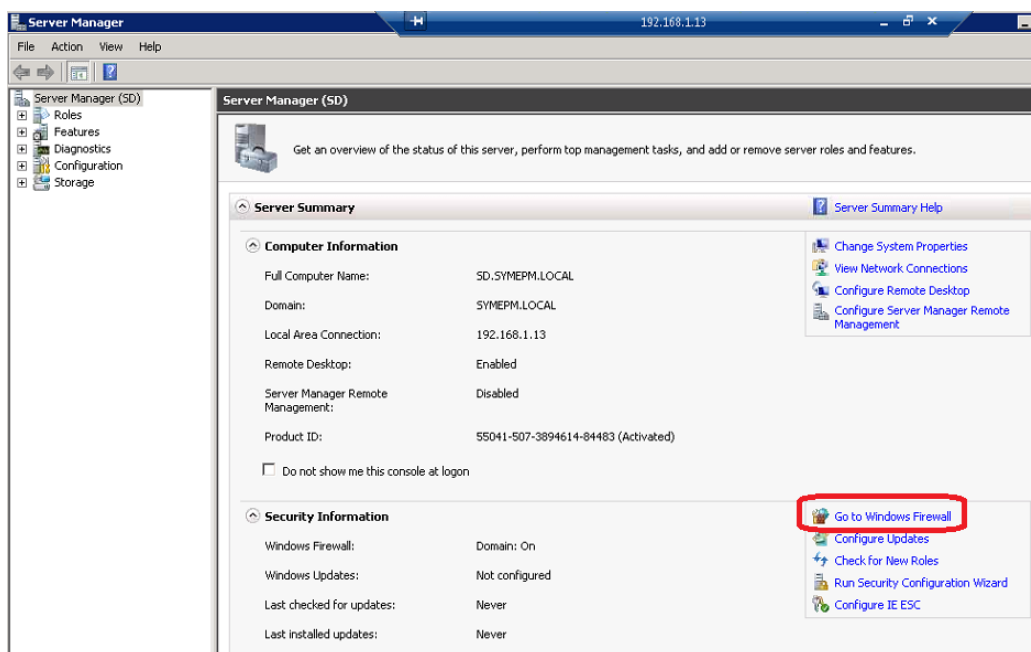 Server Manager
192.168.1.13
File Action View Help
Server Manager (SD)
Roles
Features
Diagnostics
Configuration
Storage
Server Manager (SD)
Get an overview of the status of this server, perform top management tasks, and add or remove server roles and features.
Server Summary
Server Summary Help
Computer Information
Full Computer Name: SD.SYMEPM.LOCAL
Domain: SYMEPM.LOCAL
Local Area Connection: 192.168.1.13
Remote Desktop: Enabled
Server Manager Remote
Management:
Disabled
Product ID: 55041-507-3894614-84483 (Activated)
Do not show me this console at logon
Change System Properties
View Network Connections
Configure Remote Desktop
Configure Server Manager Remote
Management
Security Information
Windows Firewall: Domain: On
Windows Updates: Not configured
Last checked for updates: Never
Last installed updates: Never
Go to Windows Firewall
Configure Updates
Check for New Roles
Run Security Configuration Wizard
Configure IE ESC